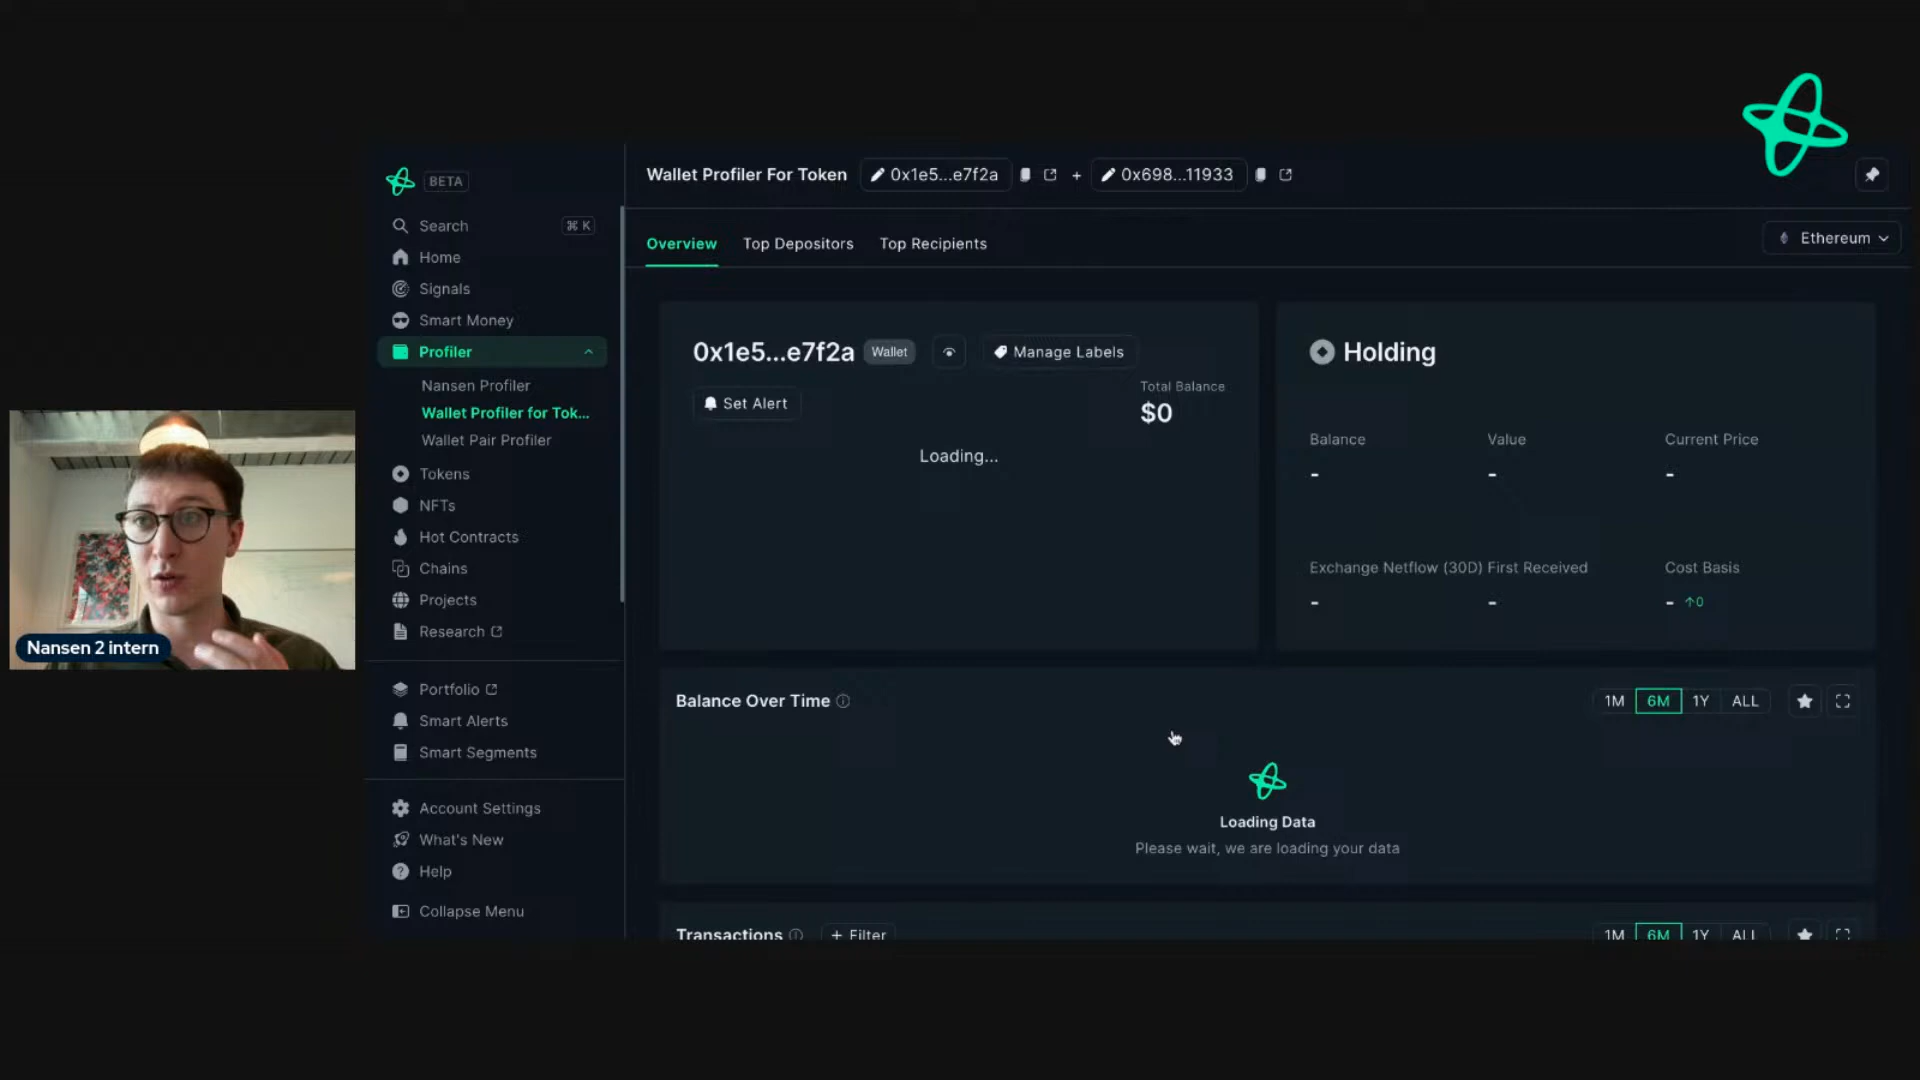 BETA
Search
⌘ K
Home
Signals
Smart Money
Profiler
Nansen Profiler
Wallet Profiler for Tok...
Wallet Pair Profiler
Tokens
NFTs
Hot Contracts
Chains
Projects
Research
Portfolio
Smart Alerts
Smart Segments
Account Settings
What's New
Help
Collapse Menu
Nansen 2 intern
Wallet Profiler For Token 0x1e5...e7f2a + 0x698...11933
Overview Top Depositors Top Recipients
Ethereum
0x1e5...e7f2a Wallet Manage Labels
Set Alert
Total Balance
$0
Loading...
Holding
Balance Value Current Price
- - -
Exchange Netflow (30D) First Received Cost Basis
- - - ↑0
Balance Over Time
1M 6M 1Y ALL
Loading Data
Please wait, we are loading your data
Transactions + Filter
1M 6M 1Y ALL